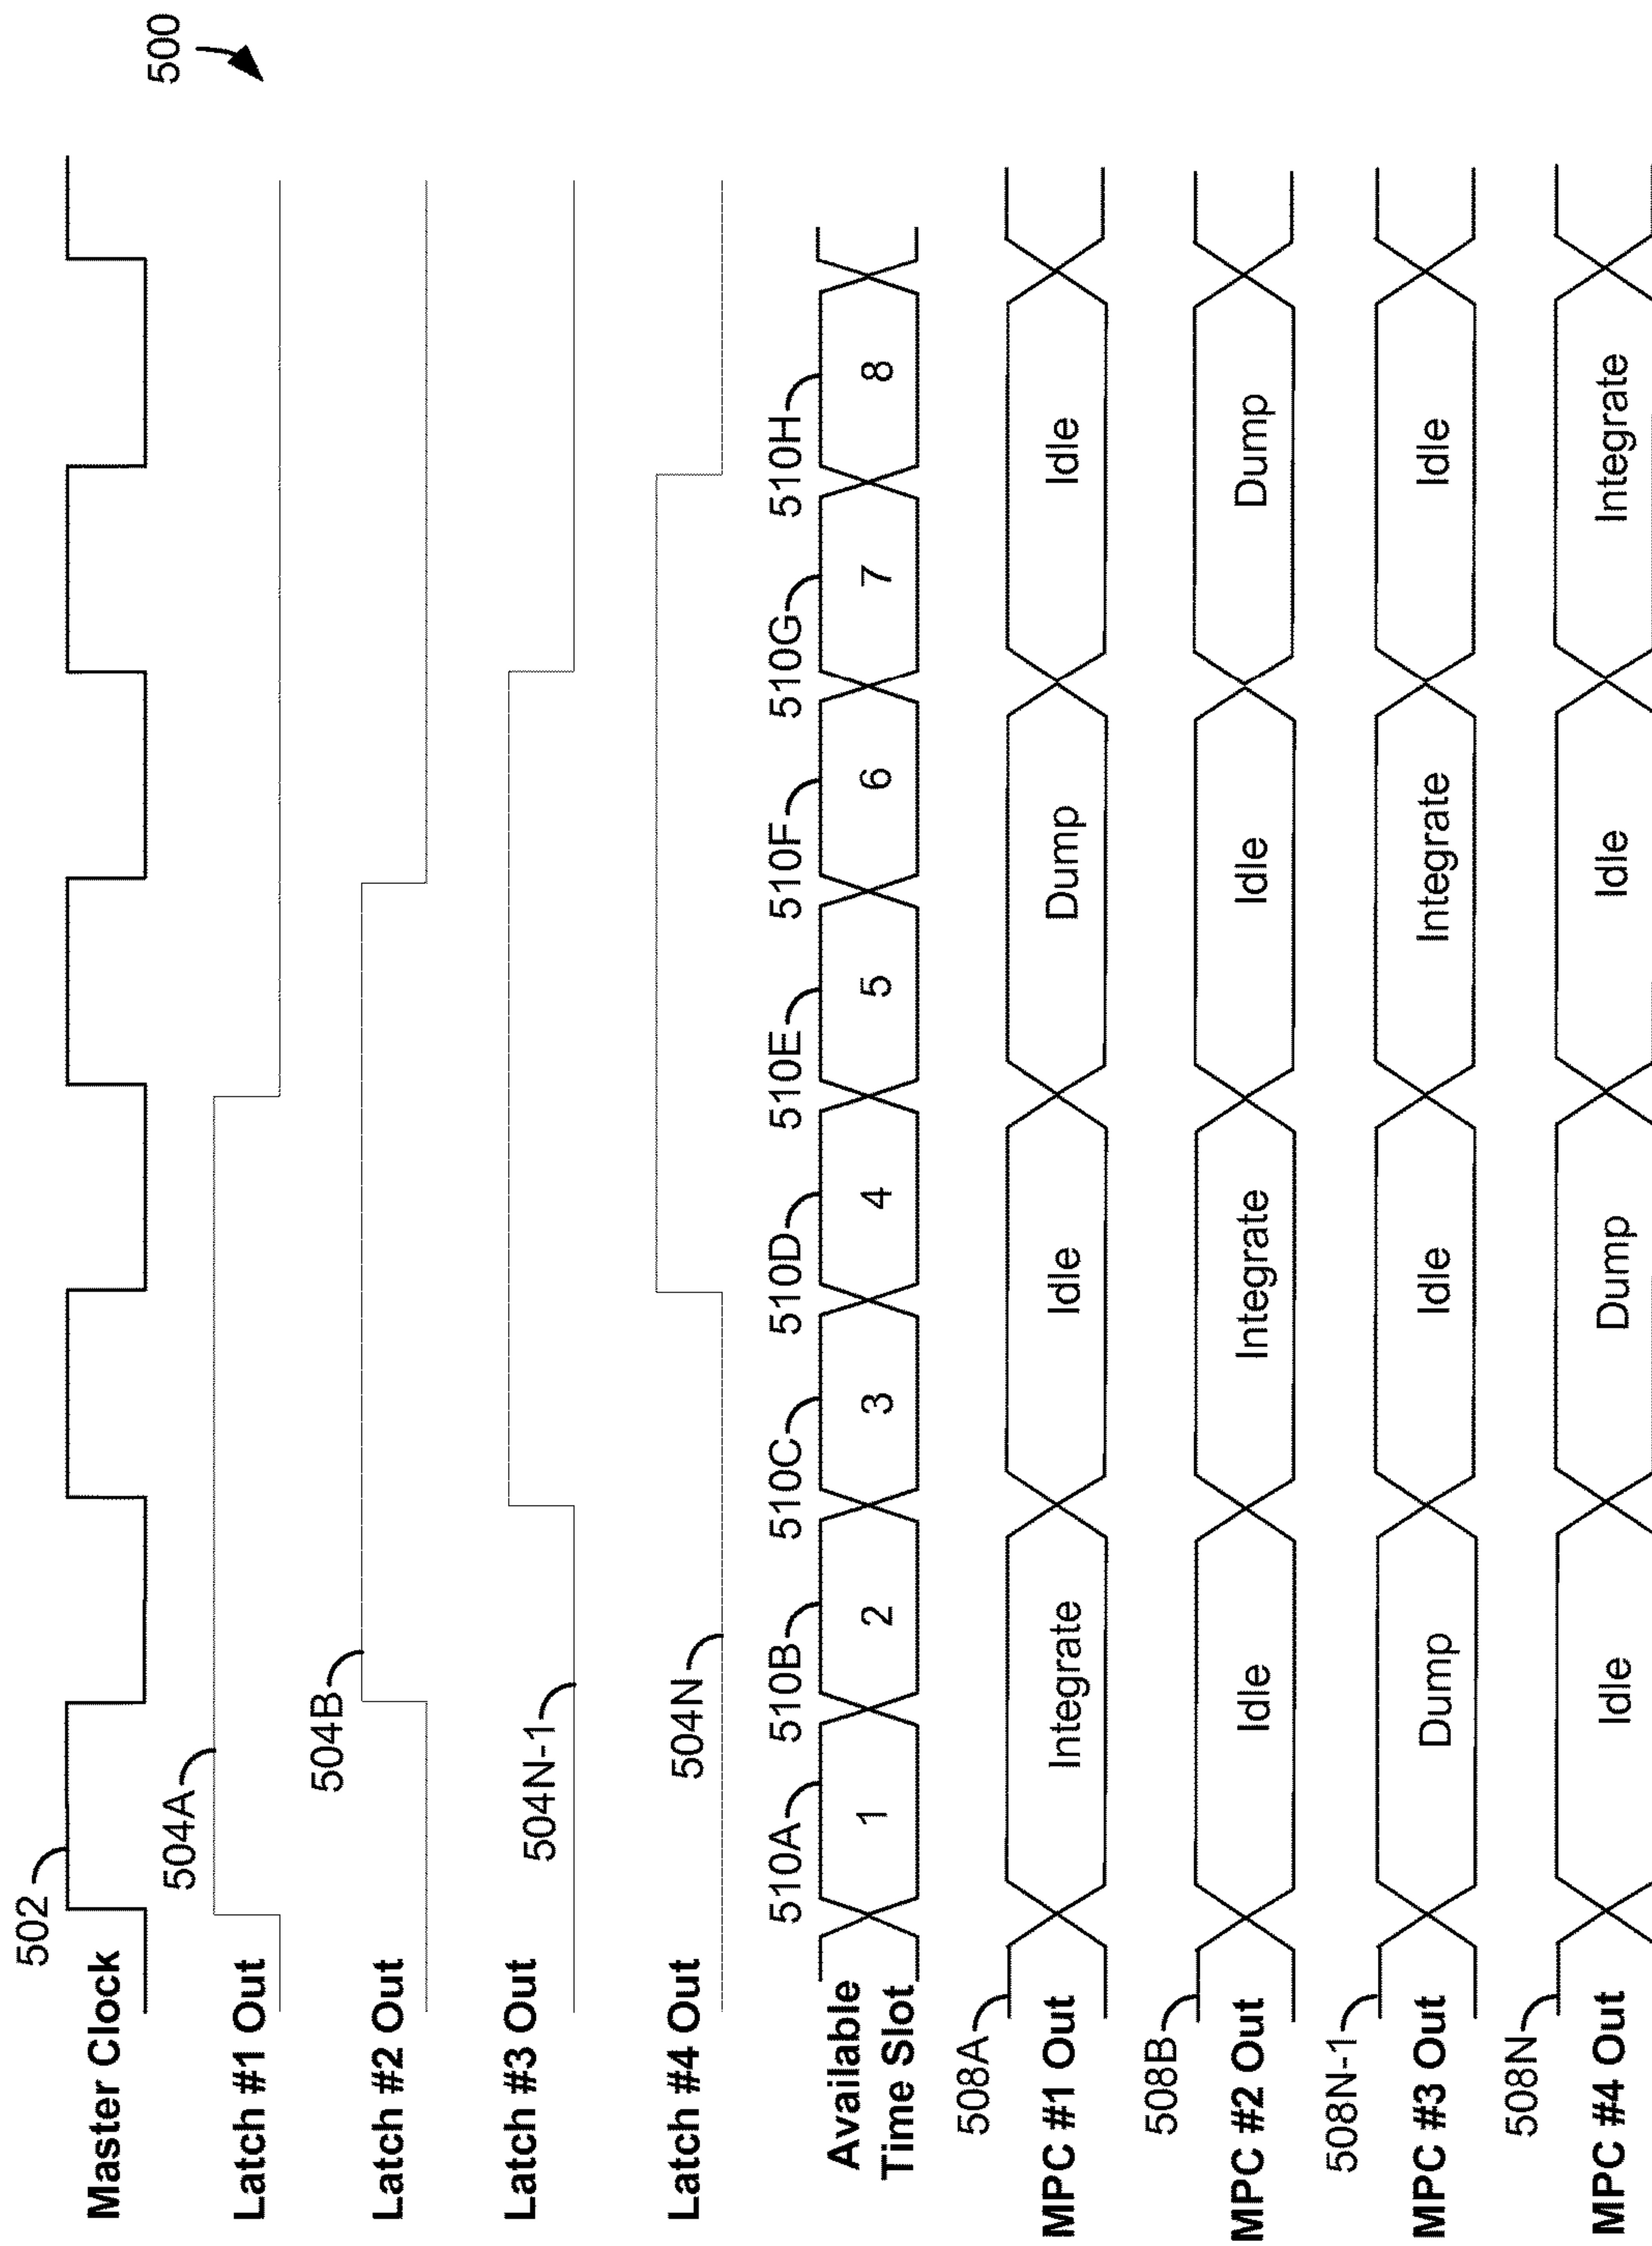 500
502
Master Clock
504A
Latch #1 Out
504B
Latch #2 Out
504N-1
Latch #3 Out
504N
Latch #4 Out
510A 510B 510C 510D 510E 510F 510G 510H
Available
Time Slot
1 2 3 4 5 6 7 8
508A
MPC #1 Out Integrate Idle Dump Idle
508B
MPC #2 Out Idle Integrate Idle Dump
508N-1
MPC #3 Out Dump Idle Integrate Idle
508N
MPC #4 Out Idle Dump Idle Integrate